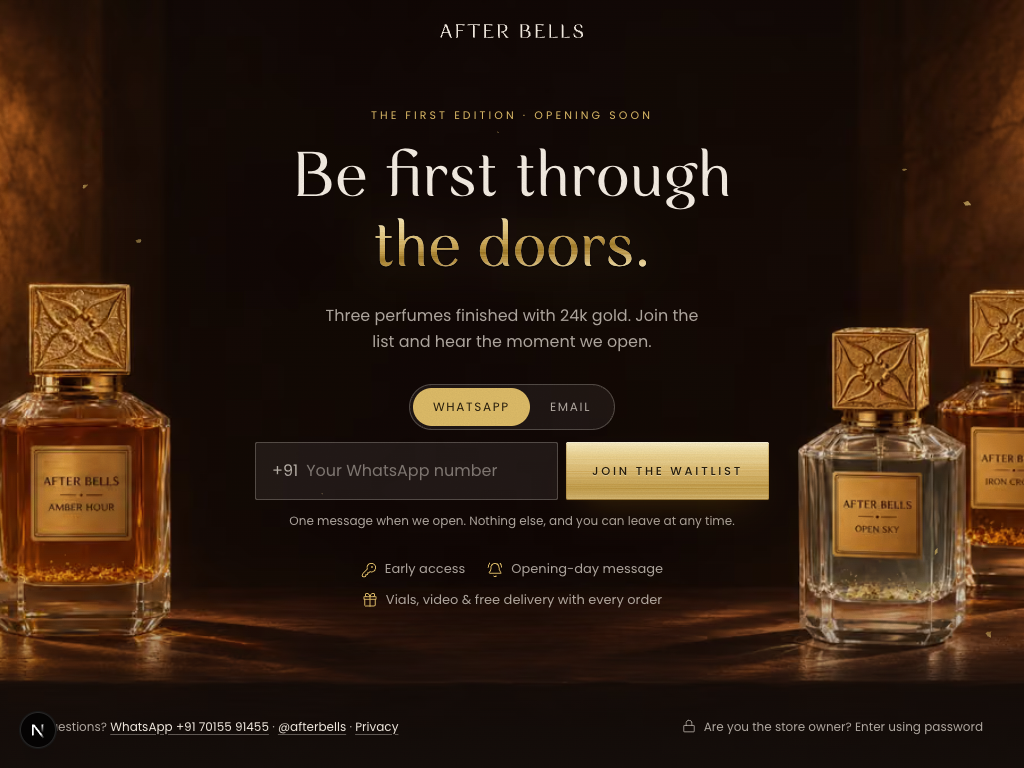 AFTER BELLS
THE FIRST EDITION · OPENING SOON
Be first through
the doors.
Three perfumes finished with 24k gold. Join the
list and hear the moment we open.
WHATSAPP EMAIL
+91 Your WhatsApp number
JOIN THE WAITLIST
One message when we open. Nothing else, and you can leave at any time.
Early access Opening-day message
Vials, video & free delivery with every order
AFTER BELLS
AMBER HOUR
AFTER BELLS
OPEN SKY
AFTER
IRON
N
WhatsApp +91 70155 91455 · @afterbells · Privacy
Are you the store owner? Enter using password